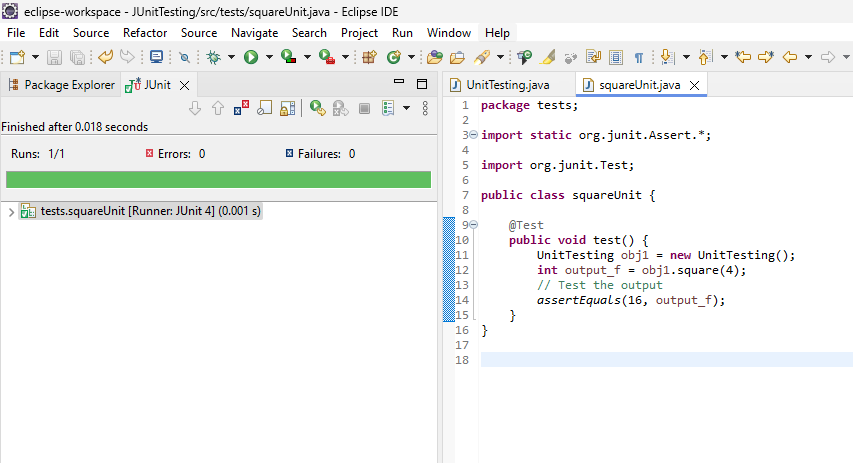 eclipse-workspace - JUnitTesting/src/tests/squareUnit.java - Eclipse IDE
File Edit Source Refactor Source Navigate Search Project Run Window Help
Package Explorer JUnit
Finished after 0.018 seconds
Runs: 1/1 Errors: 0 Failures: 0
tests.squareUnit [Runner: JUnit 4] (0.001 s)
UnitTesting.java squareUnit.java
1 package tests;
2
3 import static org.junit.Assert.*;
4
5 import org.junit.Test;
6
7 public class squareUnit {
8
9 @Test
10 public void test() {
11 UnitTesting obj1 = new UnitTesting();
12 int output_f = obj1.square(4);
13 // Test the output
14 assertEquals(16, output_f);
15 }
16 }
17
18